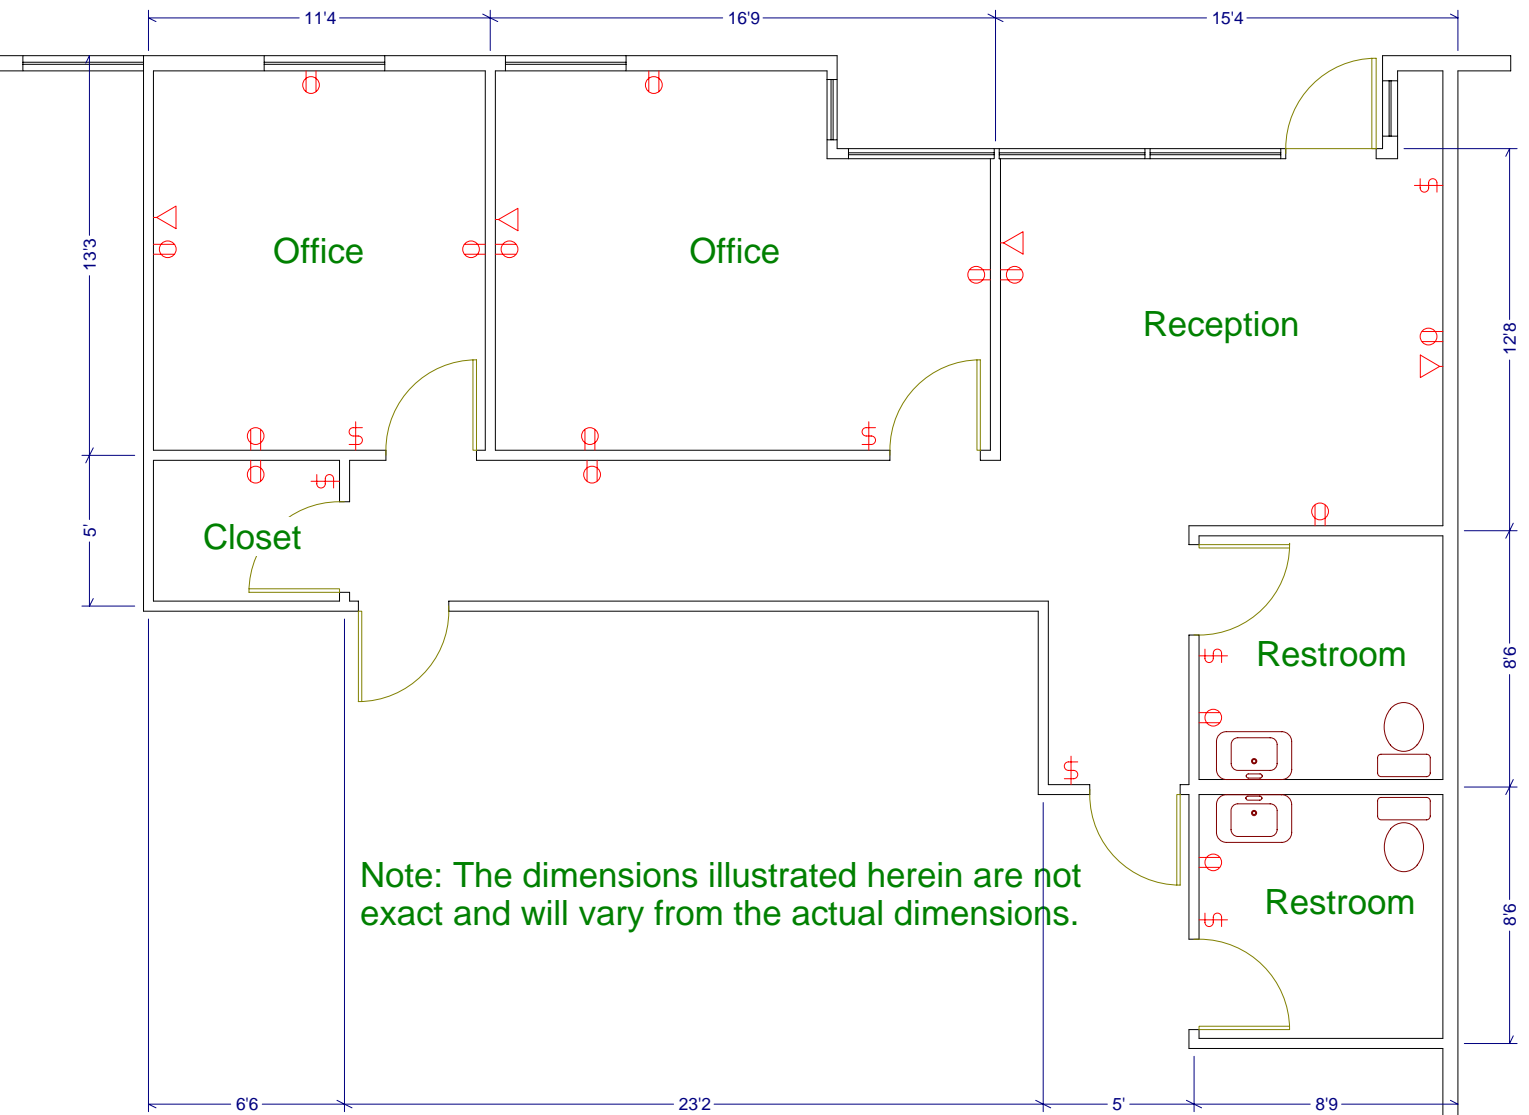 11'4
16'9
15'4
13'3
Office
Office
Reception
12'8
5'
Closet
Restroom
8'6
Note: The dimensions illustrated herein are not
exact and will vary from the actual dimensions.
Restroom
8'6
6'6
23'2
5'
8'9